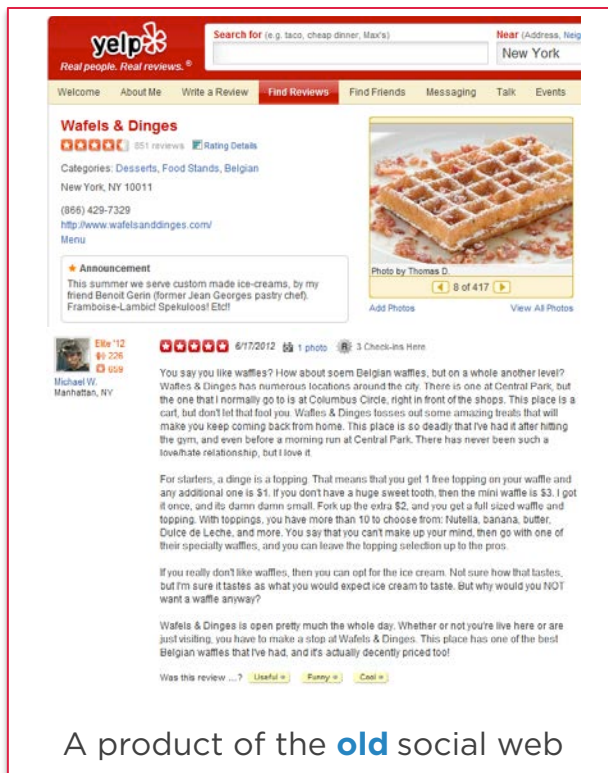 yelp
Real people. Real reviews. ®
Search for (e.g. taco, cheap dinner, Max's)
Near (Address, Neig
New York
Welcome About Me Write a Review Find Reviews Find Friends Messaging Talk Events
Wafels & Dinges
851 reviews Rating Details
Categories: Desserts, Food Stands, Belgian
New York, NY 10011
(866) 429-7329
http://www.wafelsanddinges.com/
Menu
Announcement
This summer we serve custom made ice-creams, by my
friend Benoit Gerin (former Jean Georges pastry chef).
Framboise-Lambic! Spekuloos! Etc!!
Photo by Thomas D.
8 of 417
Add Photos View All Photos
Elite '12
226
659
Michael W.
Manhattan, NV
6/17/2012 1 photo 3 Check-ins Here
You say you like waffles? How about soem Belgian waffles, but on a whole another level?
Wafles & Dinges has numerous locations around the city. There is one at Central Park, but
the one that I normally go to is at Columbus Circle, right in front of the shops. This place is a
cart, but don't let that fool you. Wafles & Dinges tosses out some amazing treats that will
make you keep coming back from home. This place is so deadly that I've had it after hitting
the gym, and even before a morning run at Central Park. There has never been such a
love/hate relationship, but I love it.
For starters, a dinge is a topping. That means that you get 1 free topping on your waffle and
any additional one is $1. If you don't have a huge sweet tooth, then the mini waffle is $3. I got
it once, and its damn damn small. Fork up the extra $2, and you get a full sized waffle and
topping. With toppings, you have more than 10 to choose from: Nutella, banana, butter,
Dulce de Leche, and more. You say that you can't make up your mind, then go with one of
their specialty waffles, and you can leave the topping selection up to the pros.
If you really don't like waffles, then you can opt for the ice cream. Not sure how that tastes,
but I'm sure it tastes as what you would expect ice cream to taste. But why would you NOT
want a waffle anyway?
Wafels & Dinges is open pretty much the whole day. Whether or not you're live here or are
just visiting, you have to make a stop at Wafels & Dinges. This place has one of the best
Belgian waffles that I've had, and it's actually decently priced too!
Was this review ...? Useful Funny Cool
A product of the old social web